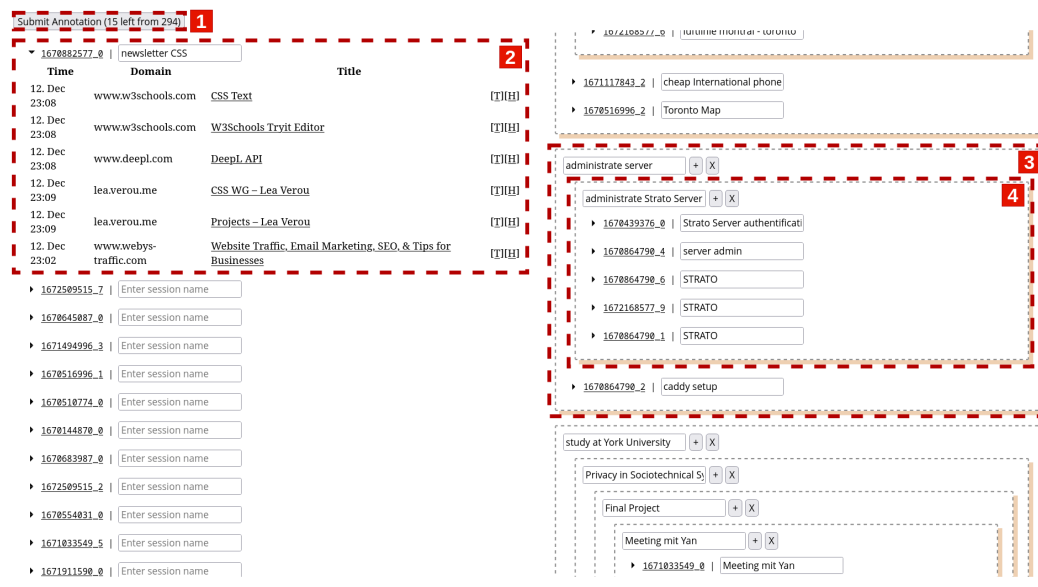 Submit Annotation (15 left from 294)
1
1670882577_0 | newsletter CSS
2
Time Domain Title
12. Dec 23:08 www.w3schools.com CSS Text [T][H]
12. Dec 23:08 www.w3schools.com W3Schools Tryit Editor [T][H]
12. Dec 23:08 www.deepl.com DeepL API [T][H]
12. Dec 23:09 lea.verou.me CSS WG – Lea Verou [T][H]
12. Dec 23:09 lea.verou.me Projects – Lea Verou [T][H]
12. Dec www.webys- Website Traffic, Email Marketing, SEO, & Tips for [T][H]
23:02 traffic.com Businesses
1672509515_7 | Enter session name
1670645087_0 | Enter session name
1671494996_3 | Enter session name
1670516996_1 | Enter session name
1670510774_0 | Enter session name
1670144870_0 | Enter session name
1670683987_0 | Enter session name
1672509515_2 | Enter session name
1670554031_0 | Enter session name
1671033549_5 | Enter session name
1671911590_0 | Enter session name
1672168577_6 | luftlinie montral - toronto
1671117843_2 | cheap International phone
1670516996_2 | Toronto Map
3
administrate server + X
4
administrate Strato Server + X
1670439376_0 | Strato Server authentificati
1670864790_4 | server admin
1670864790_6 | STRATO
1672168577_9 | STRATO
1670864790_1 | STRATO
1670864790_2 | caddy setup
study at York University + X
Privacy in Sociotechnical Sy + X
Final Project + X
Meeting mit Yan + X
1671033549_0 | Meeting mit Yan